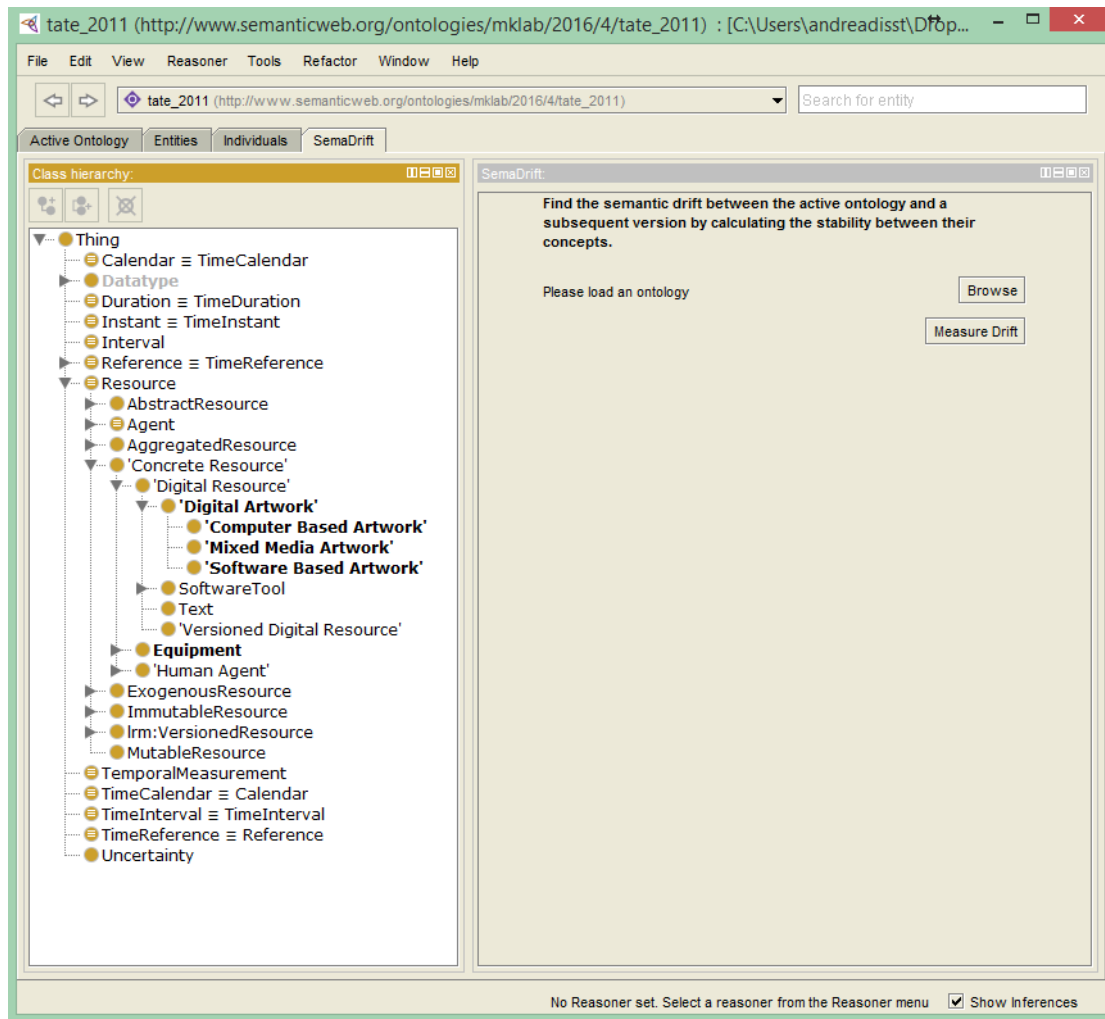 tate_2011 (http://www.semanticweb.org/ontologies/mklab/2016/4/tate_2011) : [C:\Users\andreadisst\Drop...
File Edit View Reasoner Tools Refactor Window Help
tate_2011 (http://www.semanticweb.org/ontologies/mklab/2016/4/tate_2011)
Search for entity
Active Ontology Entities Individuals SemaDrift
Class hierarchy:
Thing
Calendar ≡ TimeCalendar
Datatype
Duration ≡ TimeDuration
Instant ≡ TimeInstant
Interval
Reference ≡ TimeReference
Resource
AbstractResource
Agent
AggregatedResource
'Concrete Resource'
'Digital Resource'
'Digital Artwork'
'Computer Based Artwork'
'Mixed Media Artwork'
'Software Based Artwork'
SoftwareTool
Text
'Versioned Digital Resource'
Equipment
'Human Agent'
ExogenousResource
ImmutableResource
lrm:VersionedResource
MutableResource
TemporalMeasurement
TimeCalendar ≡ Calendar
TimeInterval ≡ TimeInterval
TimeReference ≡ Reference
Uncertainty
SemaDrift:
Find the semantic drift between the active ontology and a
subsequent version by calculating the stability between their
concepts.
Please load an ontology
Browse
Measure Drift
No Reasoner set. Select a reasoner from the Reasoner menu
Show Inferences